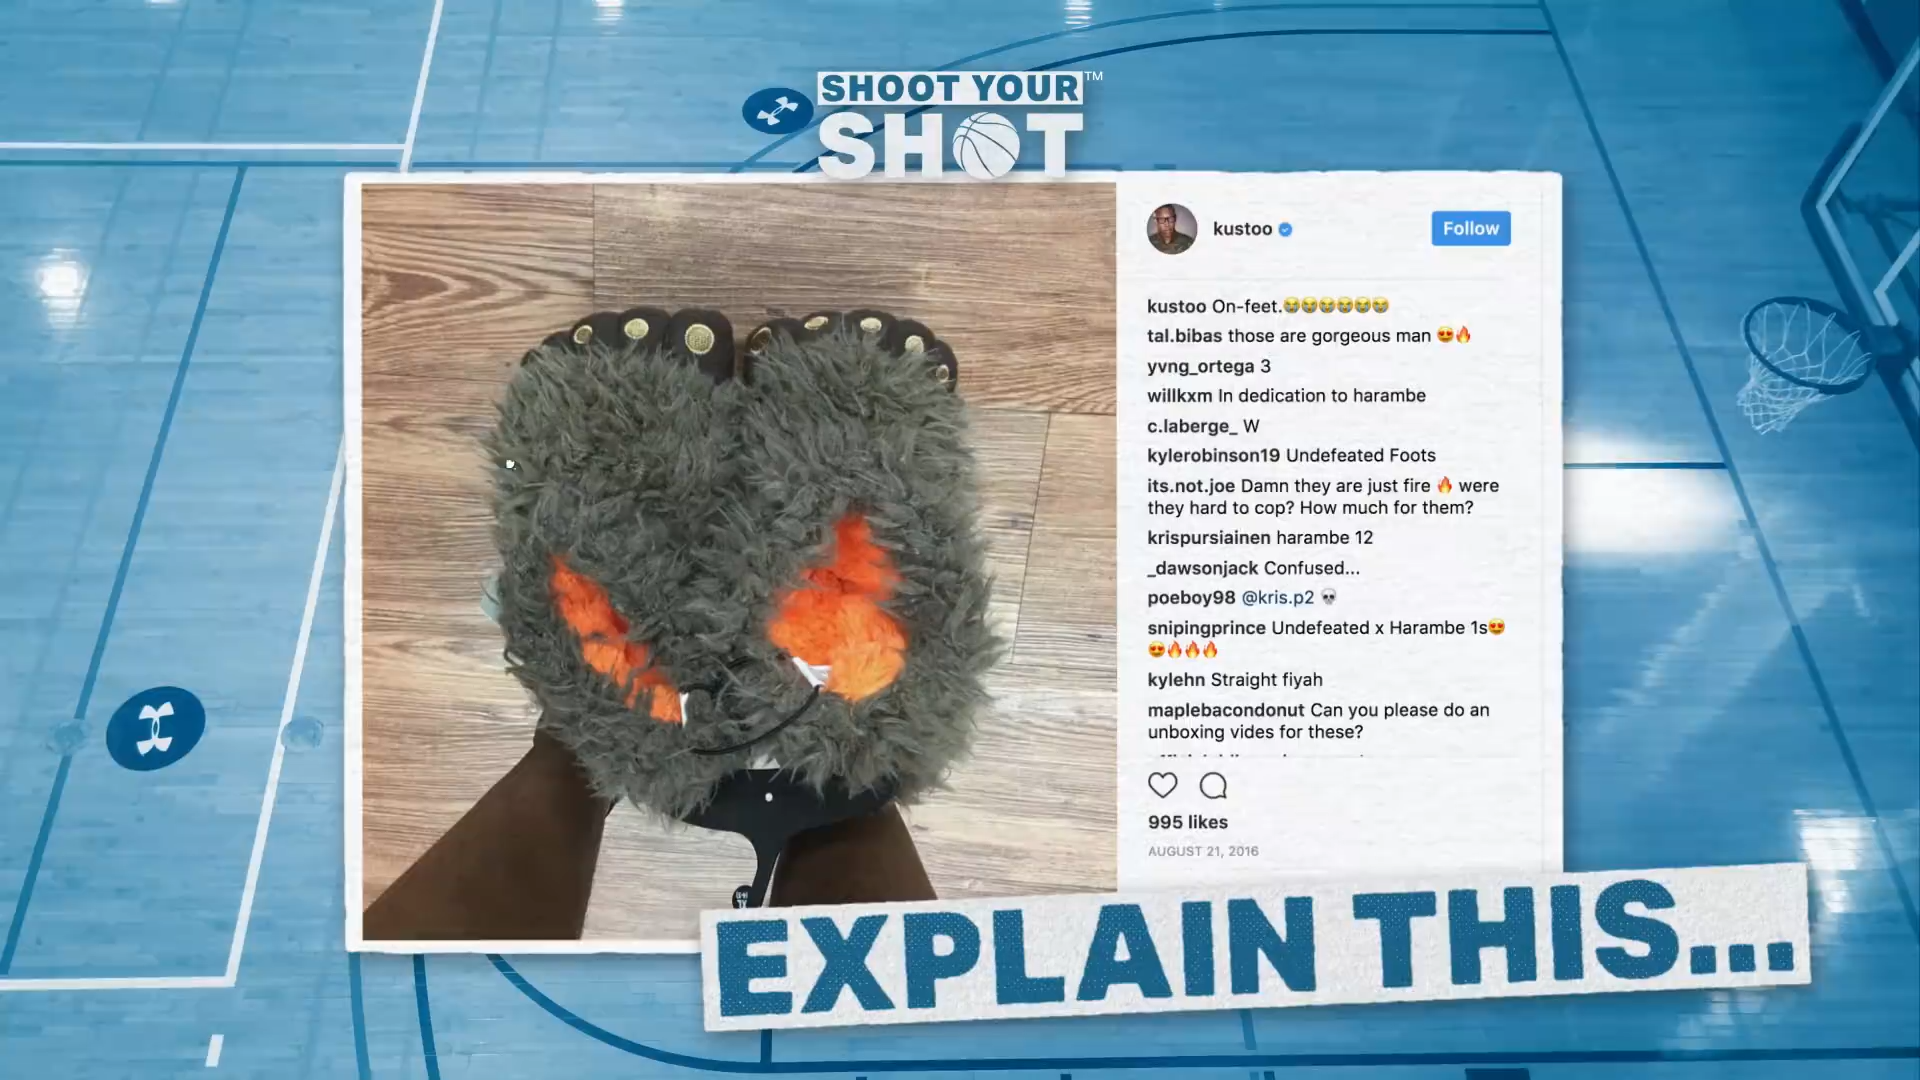 SHOOT YOUR™
SHOT
kustoo
Follow
kustoo On-feet.😭😭😭😭😭😭
tal.bibas those are gorgeous man 😍🔥
yvng_ortega 3
willkxm In dedication to harambe
c.laberge_ W
kylerobinson19 Undefeated Foots
its.not.joe Damn they are just fire 🔥 were
they hard to cop? How much for them?
krispursiainen harambe 12
_dawsonjack Confused...
poeboy98 @kris.p2 💀
snipingprince Undefeated x Harambe 1s😍
😍🔥🔥🔥
kylehn Straight fiyah
maplebacondonut Can you please do an
unboxing vides for these?
995 likes
AUGUST 21, 2016
EXPLAIN THIS...